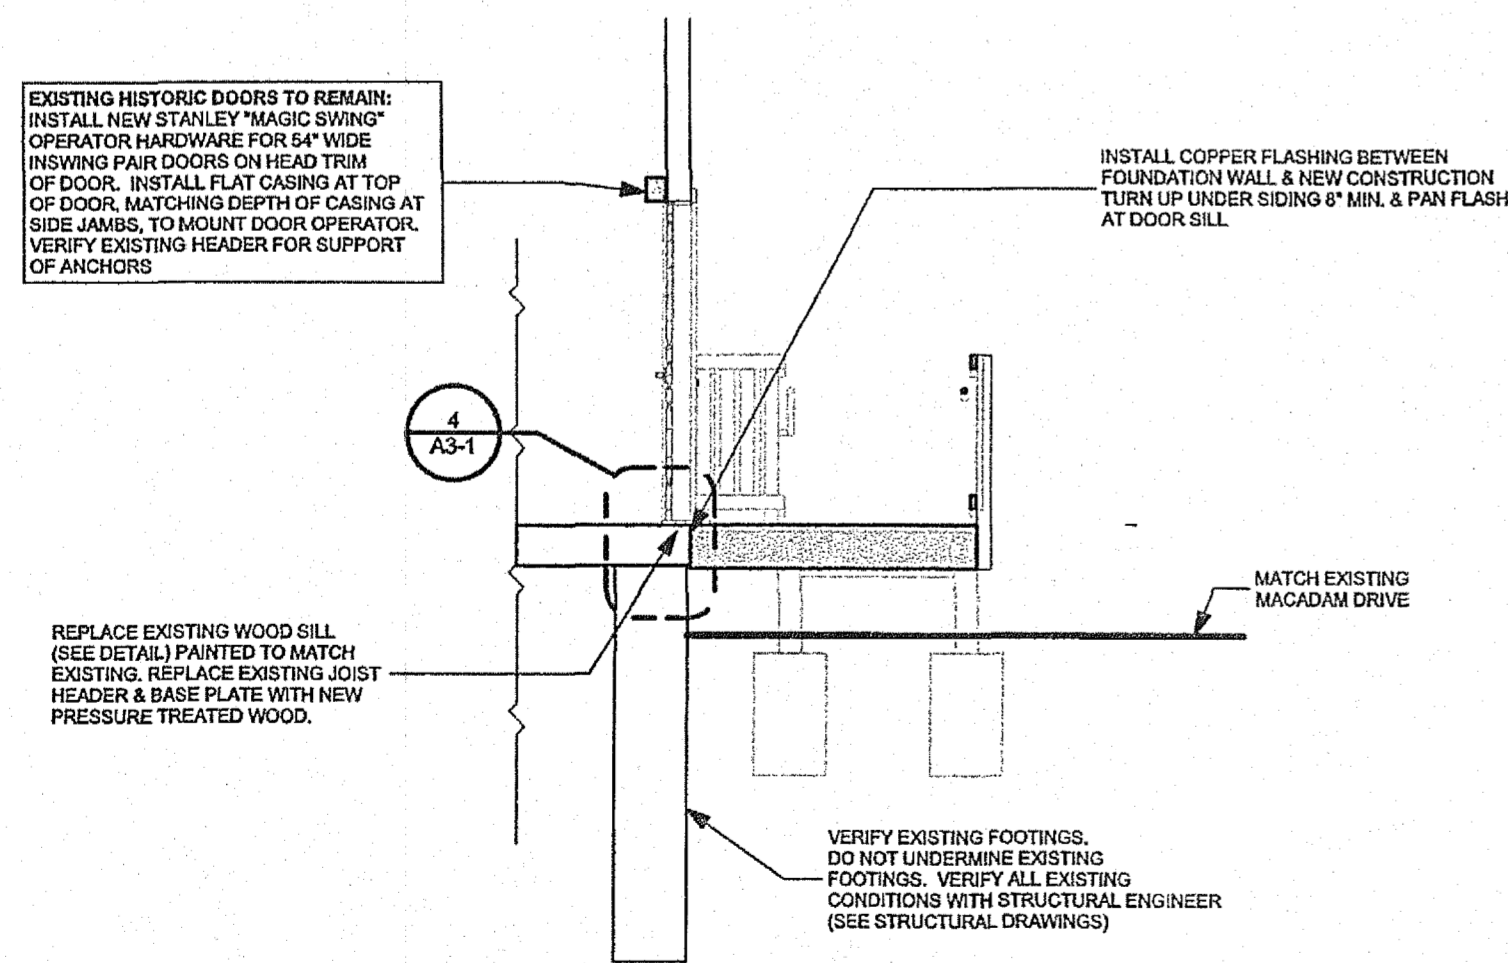 EXISTING HISTORIC DOORS TO REMAIN:
INSTALL NEW STANLEY "MAGIC SWING"
OPERATOR HARDWARE FOR 54" WIDE
INSWING PAIR DOORS ON HEAD TRIM
OF DOOR. INSTALL FLAT CASING AT TOP
OF DOOR, MATCHING DEPTH OF CASING AT
SIDE JAMBS, TO MOUNT DOOR OPERATOR.
VERIFY EXISTING HEADER FOR SUPPORT
OF ANCHORS
INSTALL COPPER FLASHING BETWEEN
FOUNDATION WALL & NEW CONSTRUCTION
TURN UP UNDER SIDING 8" MIN. & PAN FLASH
AT DOOR SILL
4
A3-1
MATCH EXISTING
MACADAM DRIVE
REPLACE EXISTING WOOD SILL
(SEE DETAIL) PAINTED TO MATCH
EXISTING. REPLACE EXISTING JOIST
HEADER & BASE PLATE WITH NEW
PRESSURE TREATED WOOD.
VERIFY EXISTING FOOTINGS.
DO NOT UNDERMINE EXISTING
FOOTINGS. VERIFY ALL EXISTING
CONDITIONS WITH STRUCTURAL ENGINEER
(SEE STRUCTURAL DRAWINGS)